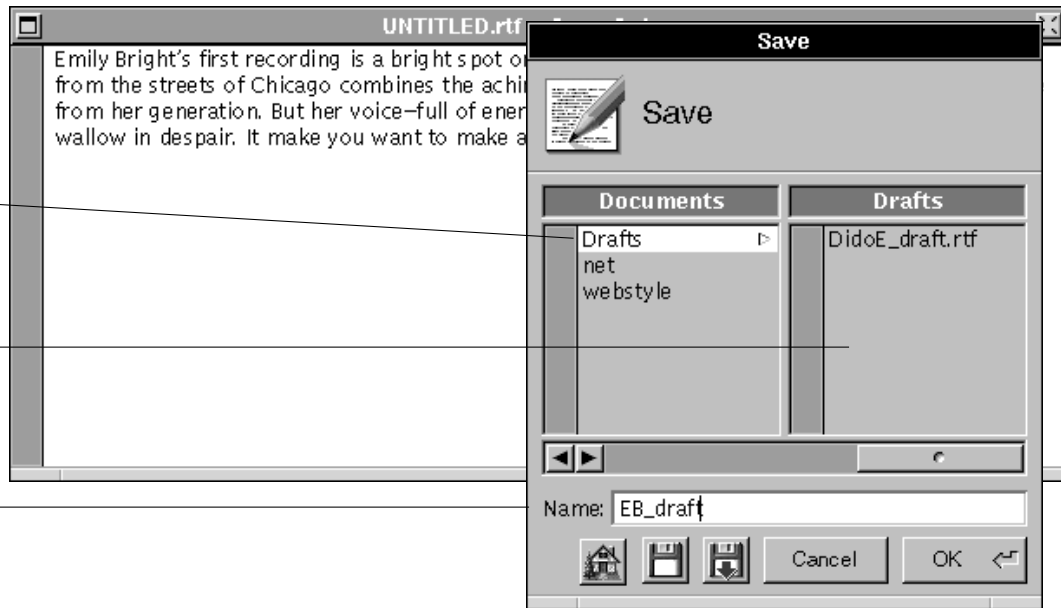 UNTITLED.rtf
Emily Bright's first recording is a bright spot
from the streets of Chicago combines the
from her generation. But her voice—full of
wallow in despair. It make you want to make
Save
Save
Documents
Drafts
Drafts
net
webstyle
DidoE_draft.rtf
Name: EB_draft
Cancel
OK